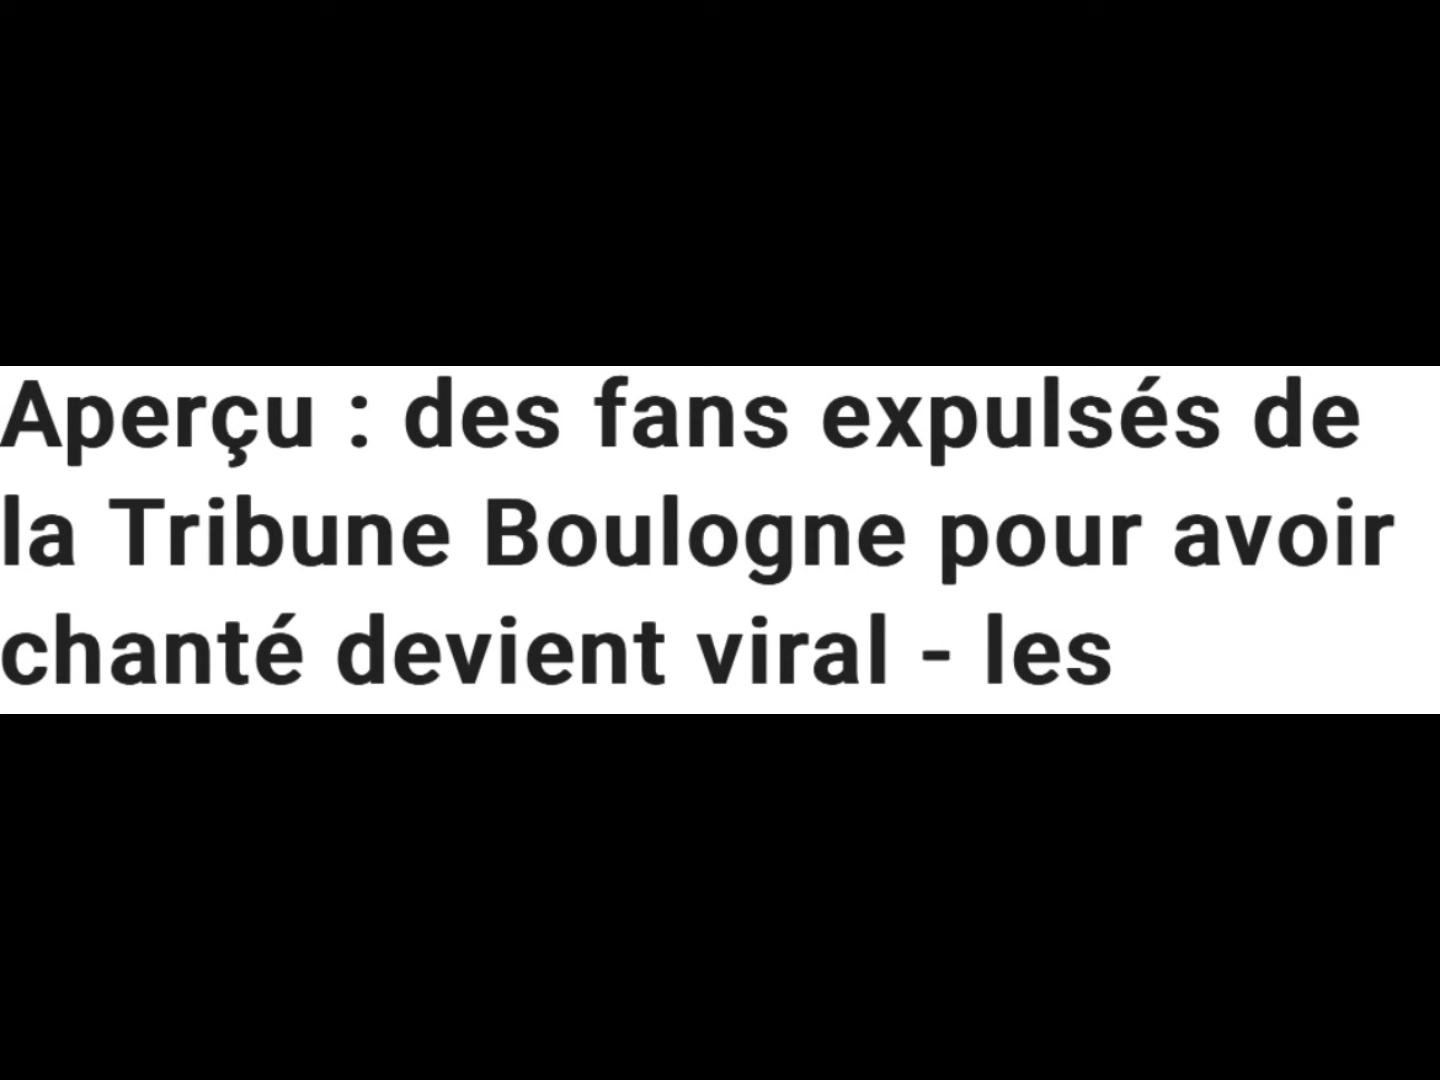 Aperçu : des fans expulsés de
la Tribune Boulogne pour avoir
chanté devient viral - les